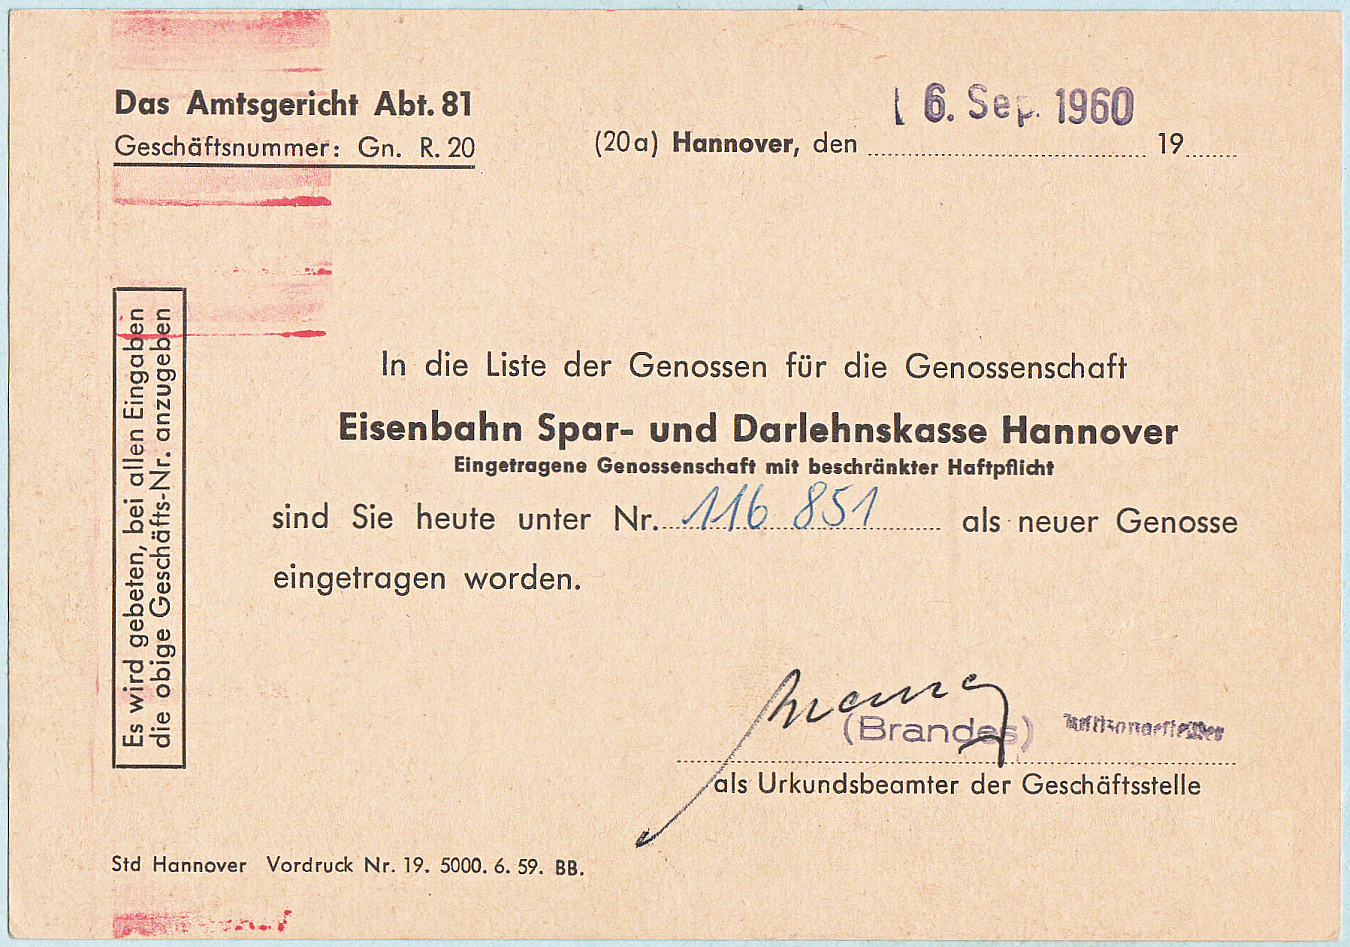 Das Amtsgericht Abt. 81
Geschäftsnummer: Gn. R. 20
6. Sep. 1960
(20a) Hannover, den 19
Es wird gebeten, bei allen Eingaben
die obige Geschäfts-Nr. anzugeben
In die Liste der Genossen für die Genossenschaft
Eisenbahn Spar- und Darlehnskasse Hannover
Eingetragene Genossenschaft mit beschränkter Haftpflicht
sind Sie heute unter Nr. 116 851 als neuer Genosse
eingetragen worden.
(Brandes) Justizangestellter
als Urkundsbeamter der Geschäftsstelle
Std Hannover Vordruck Nr. 19. 5000. 6. 59. BB.